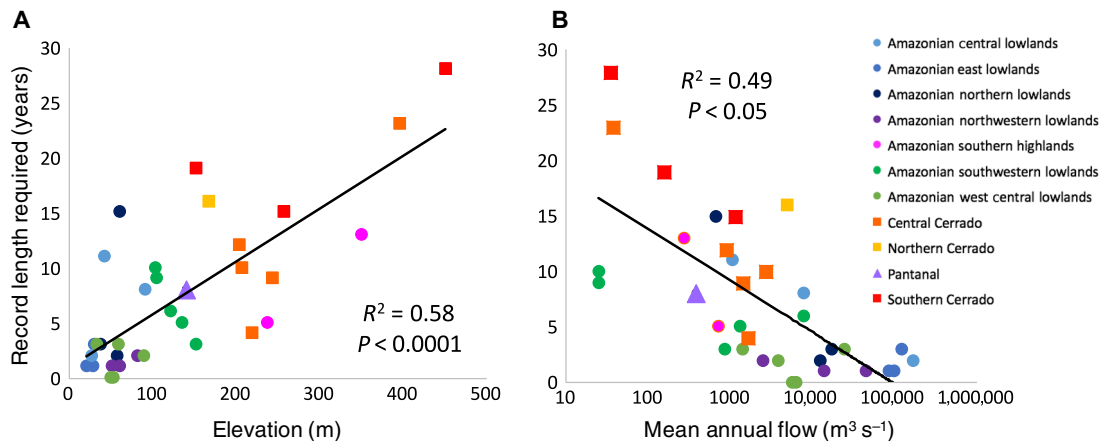 A
B
Record length required (years)
30
25
20
15
10
5
0
0 100 200 300 400 500
Elevation (m)
R² = 0.58
P < 0.0001
30
25
20
15
10
5
0
10 100 1000 10,000 100,000 1,000,000
Mean annual flow (m³ s⁻¹)
R² = 0.49
P < 0.05
Amazonian central lowlands
Amazonian east lowlands
Amazonian northern lowlands
Amazonian northwestern lowlands
Amazonian southern highlands
Amazonian southwestern lowlands
Amazonian west central lowlands
Central Cerrado
Northern Cerrado
Pantanal
Southern Cerrado